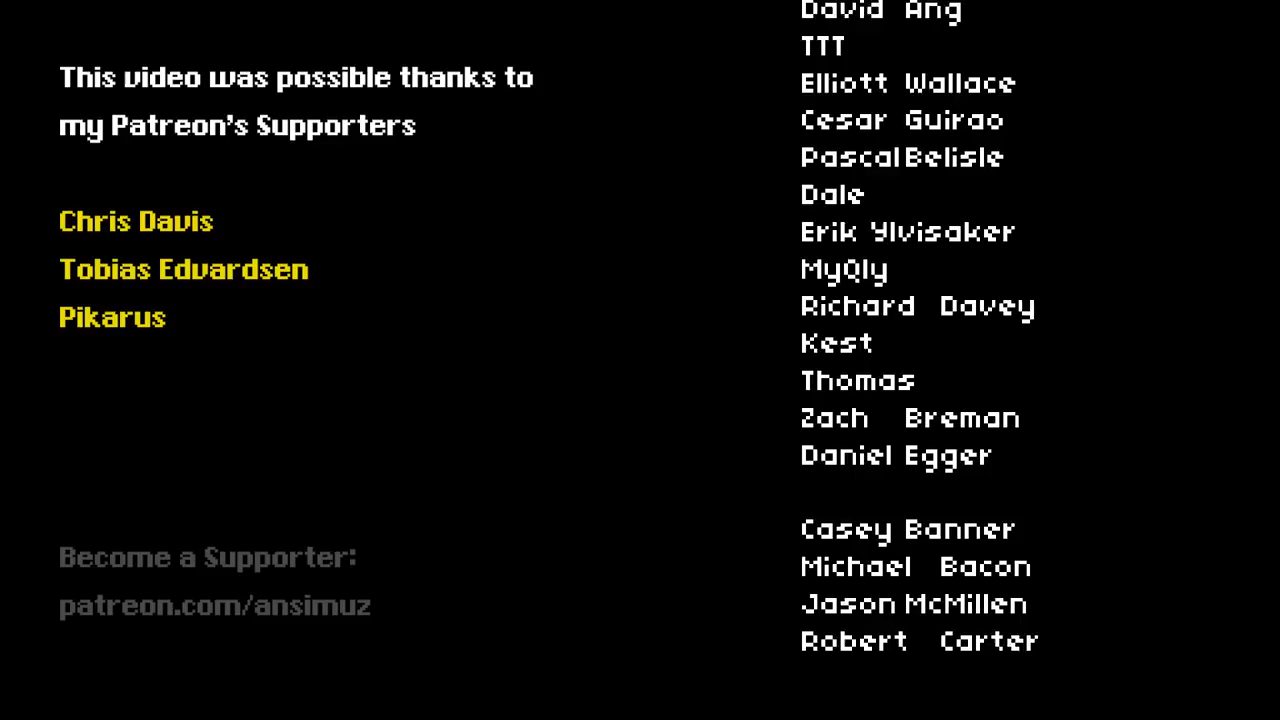 This video was possible thanks to
my Patreon's Supporters
Chris Davis
Tobias Edvardsen
Pikarus
Become a Supporter:
patreon.com/ansimuz
David Ang
TTT
Elliott Wallace
Cesar Guirao
Pascal Belisle
Dale
Erik Ylvisaker
MyQly
Richard Davey
Kest
Thomas
Zach Breman
Daniel Egger
Casey Banner
Michael Bacon
Jason McMillen
Robert Carter